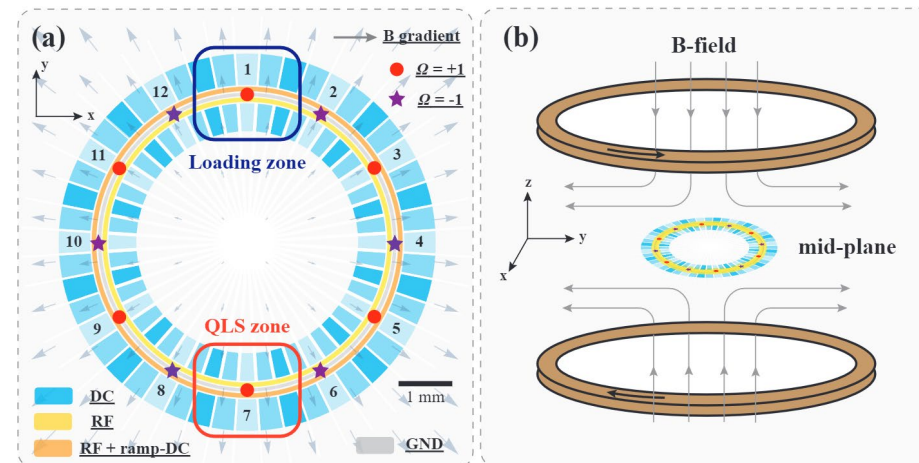 (a)
B gradient
Ω = +1
Ω = -1
y
x
1
2
3
4
5
6
7
8
9
10
11
12
Loading zone
QLS zone
DC
RF
RF + ramp-DC
GND
1 mm
(b)
B-field
z
y
x
mid-plane